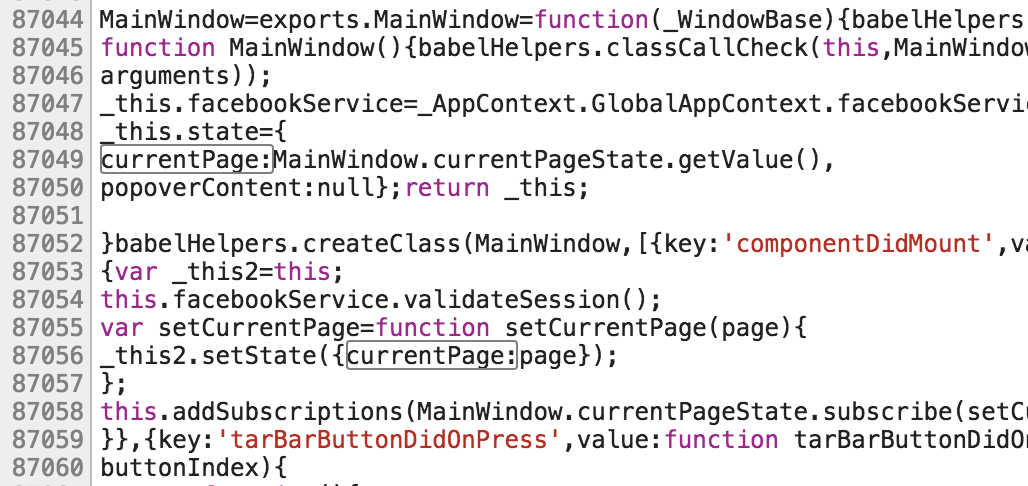 87044 MainWindow=exports.MainWindow=function(_WindowBase){babelHelpers
87045 function MainWindow(){babelHelpers.classCallCheck(this,MainWindow
87046 arguments));
87047 _this.facebookService=_AppContext.GlobalAppContext.facebookServi
87048 _this.state={
87049 currentPage:MainWindow.currentPageState.getValue(),
87050 popoverContent:null};return _this;
87051
87052 }babelHelpers.createClass(MainWindow,[{key:'componentDidMount',va
87053 {var _this2=this;
87054 this.facebookService.validateSession();
87055 var setCurrentPage=function setCurrentPage(page){
87056 _this2.setState({currentPage:page});
87057 };
87058 this.addSubscriptions(MainWindow.currentPageState.subscribe(setCu
87059 }},{key:'tarBarButtonDidOnPress',value:function tarBarButtonDidOn
87060 buttonIndex){